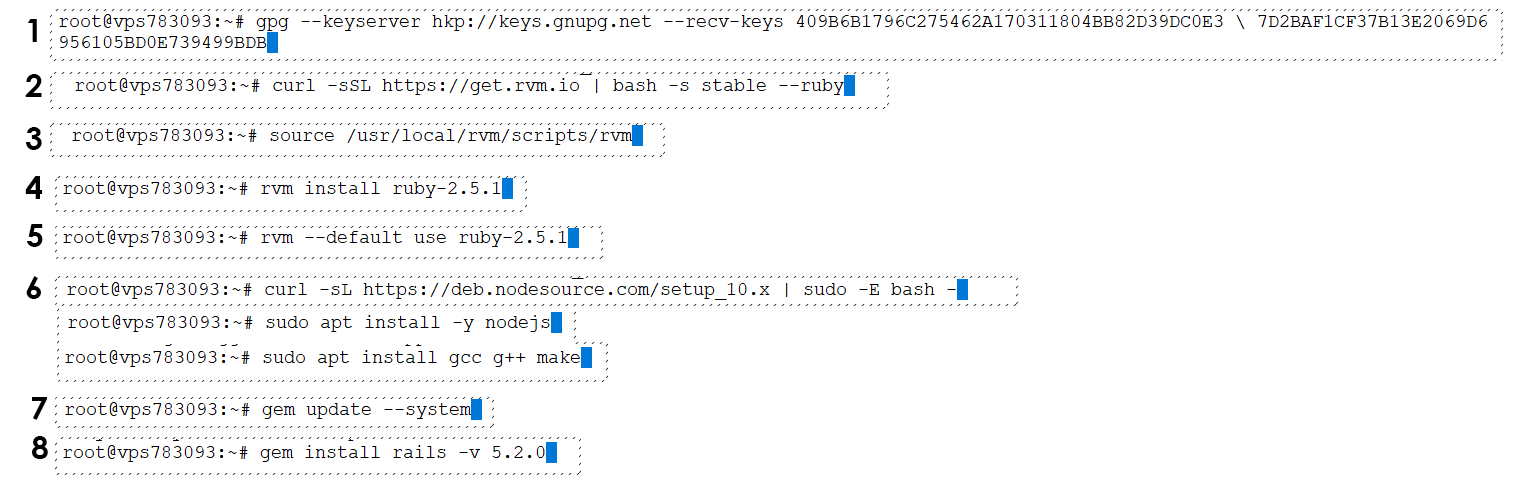 1 root@vps783093:~# gpg --keyserver hkp://keys.gnupg.net --recv-keys 409B6B1796C275462A170311804BB82D39DC0E3 \ 7D2BAF1CF37B13E2069D6
956105BD0E739499BDB
2 root@vps783093:~# curl -sSL https://get.rvm.io | bash -s stable --ruby
3 root@vps783093:~# source /usr/local/rvm/scripts/rvm
4 root@vps783093:~# rvm install ruby-2.5.1
5 root@vps783093:~# rvm --default use ruby-2.5.1
6 root@vps783093:~# curl -sL https://deb.nodesource.com/setup_10.x | sudo -E bash -
root@vps783093:~# sudo apt install -y nodejs
root@vps783093:~# sudo apt install gcc g++ make
7 root@vps783093:~# gem update --system
8 root@vps783093:~# gem install rails -v 5.2.0